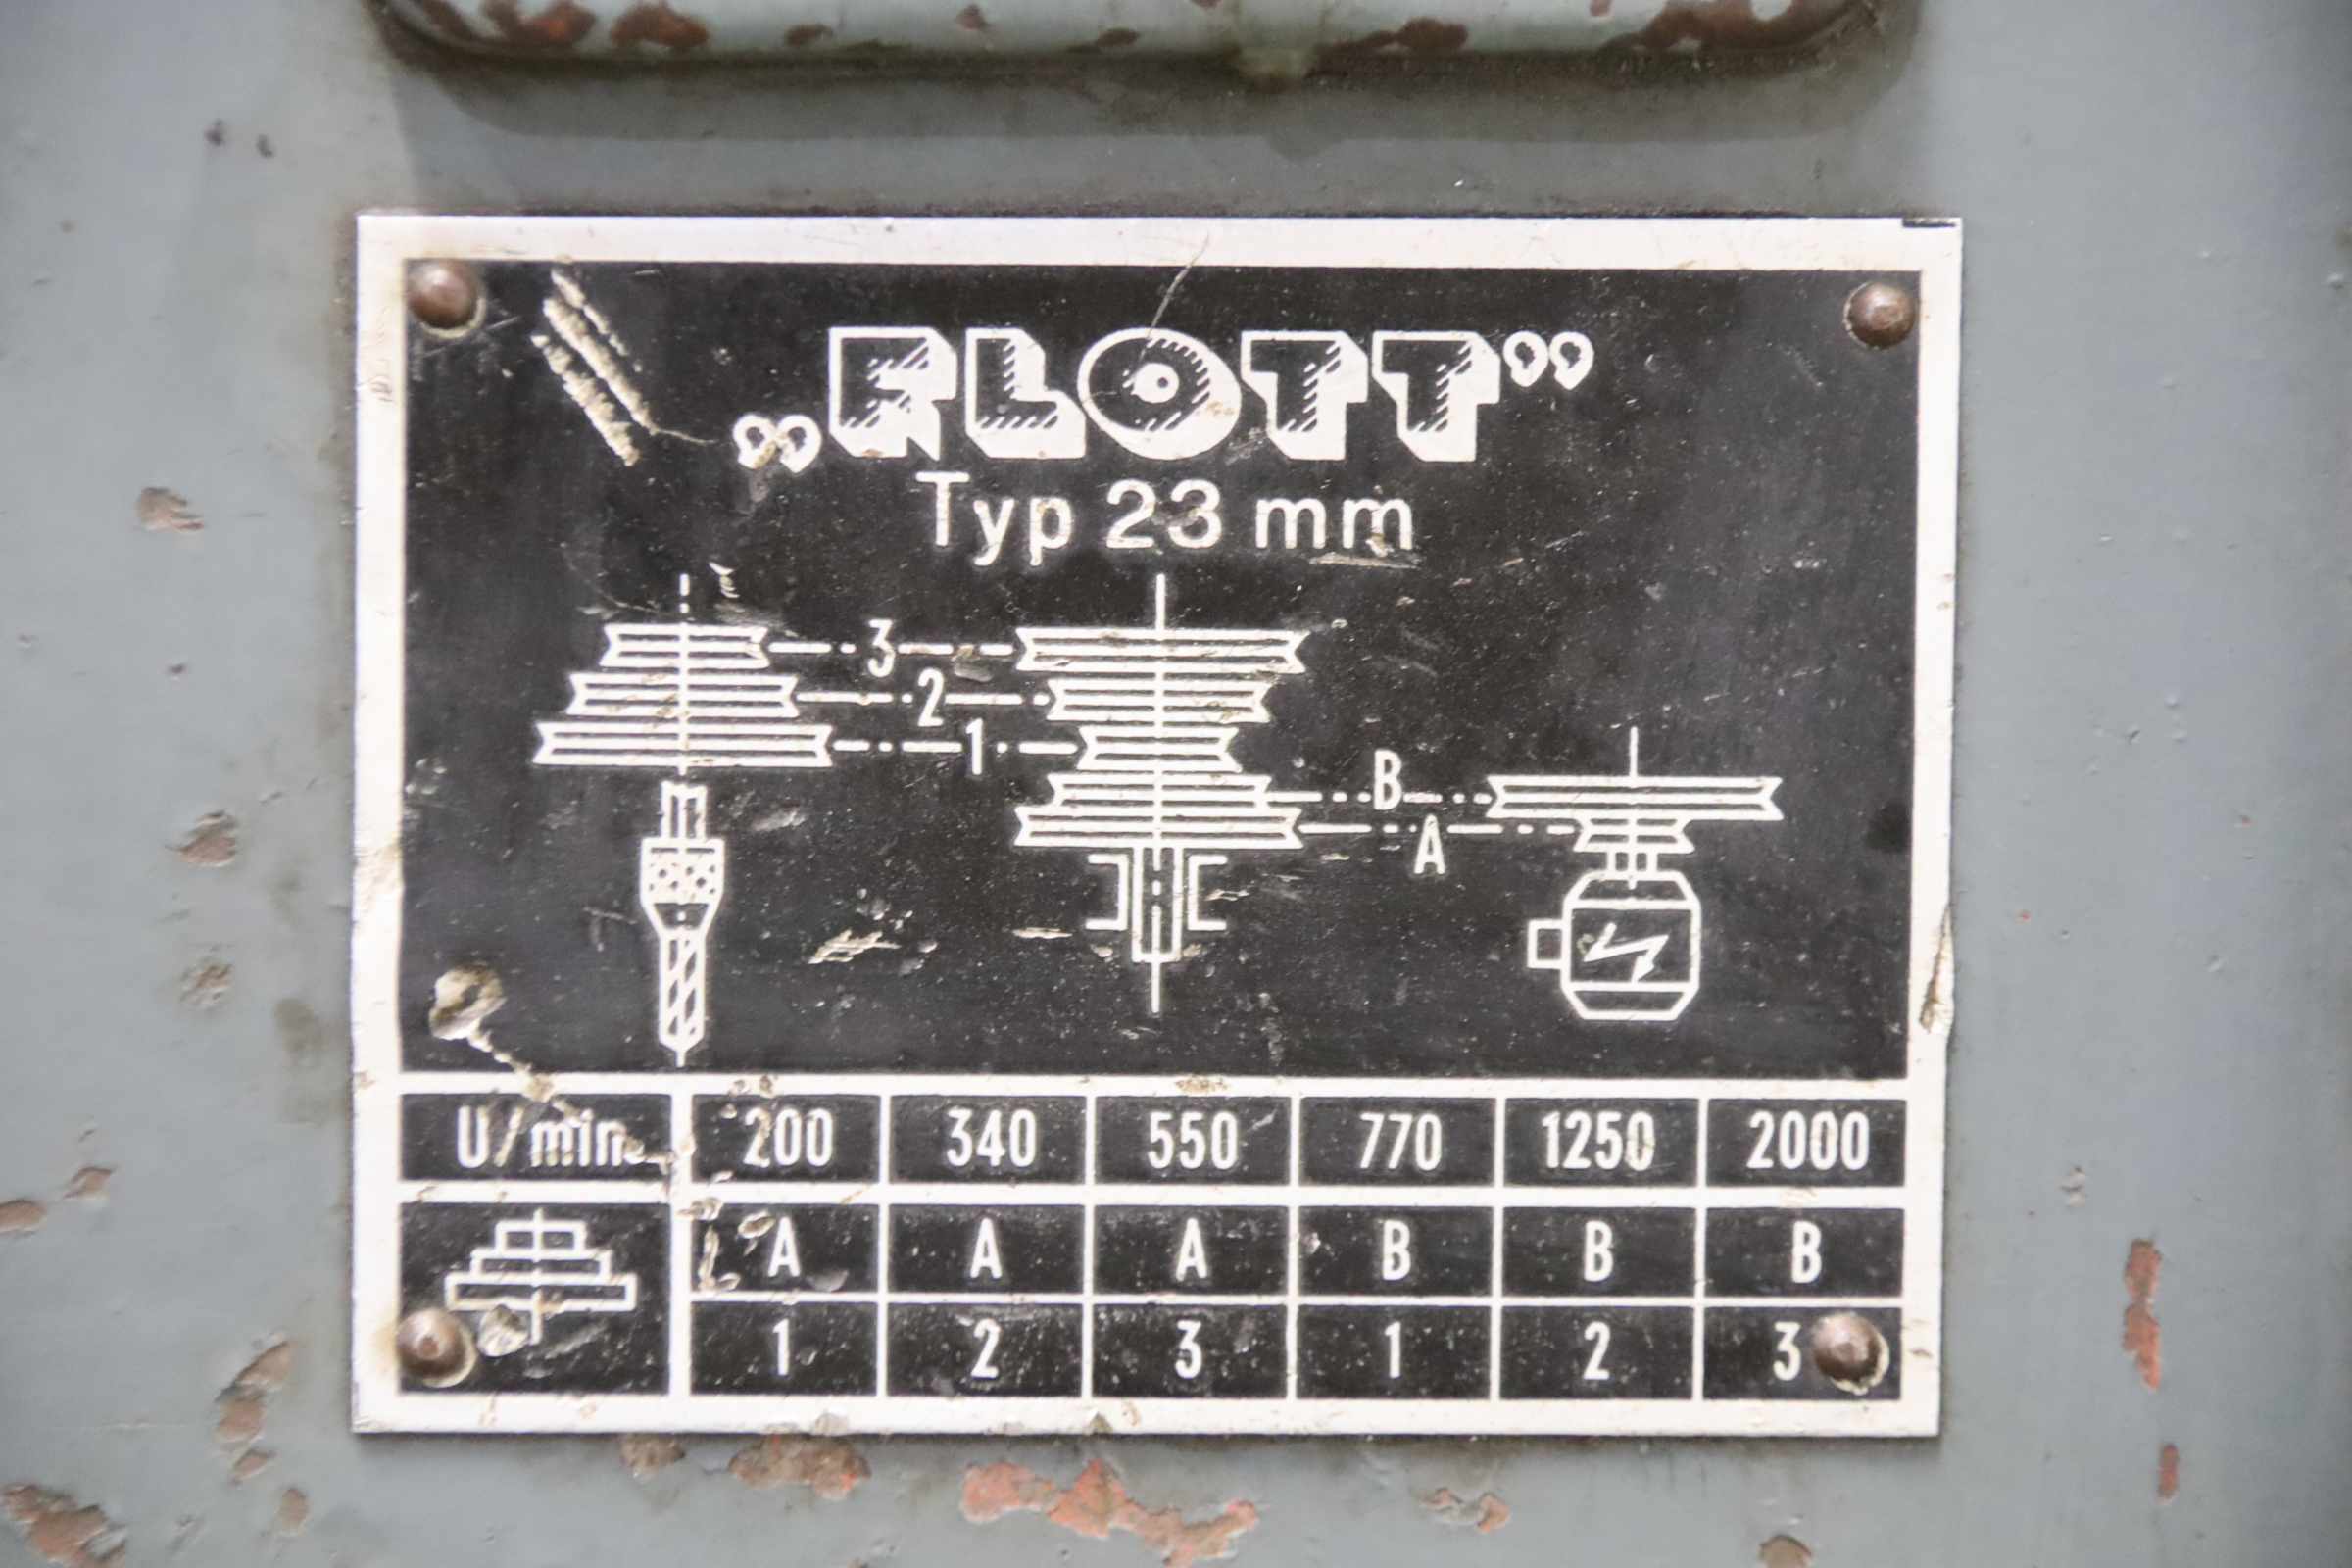 „FLOTT”
Typ 23 mm
3
2
1
B
A
U/min. 200 340 550 770 1250 2000
A A A B B B
1 2 3 1 2 3